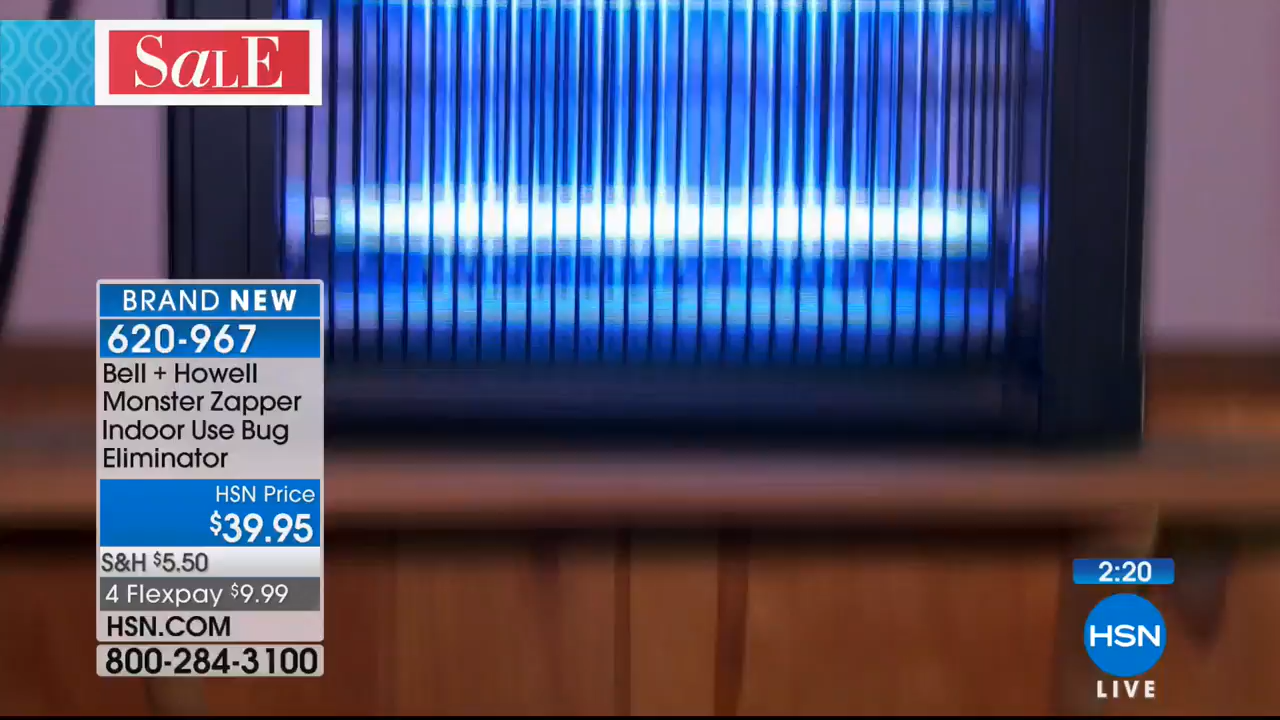 SaLE
BRAND NEW
620-967
Bell + Howell
Monster Zapper
Indoor Use Bug
Eliminator
HSN Price
$39.95
S&H $5.50
4 Flexpay $9.99
HSN.COM
800-284-3100
2:20
HSN
LIVE